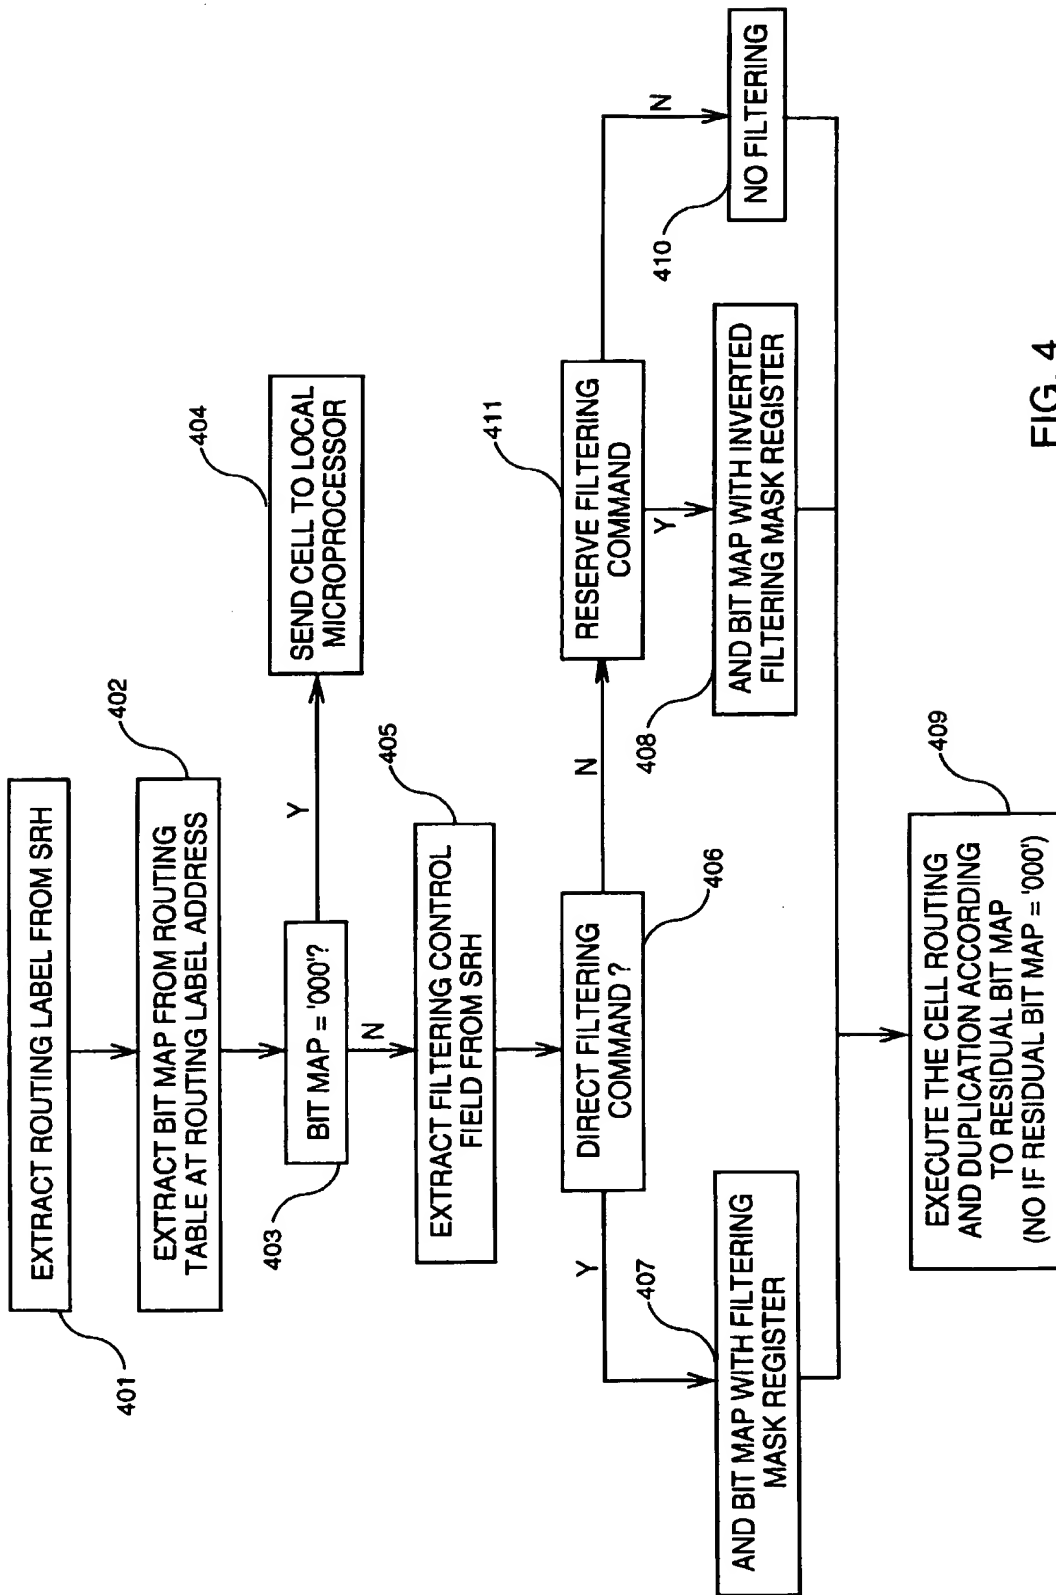 EXTRACT ROUTING LABEL FROM SRH
401
EXTRACT BIT MAP FROM ROUTING
TABLE AT ROUTING LABEL ADDRESS
402
BIT MAP = '000'?
403
Y
SEND CELL TO LOCAL
MICROPROCESSOR
404
N
EXTRACT FILTERING CONTROL
FIELD FROM SRH
405
DIRECT FILTERING
COMMAND ?
406
Y
N
RESERVE FILTERING
COMMAND
411
Y
N
407
AND BIT MAP WITH FILTERING
MASK REGISTER
408
AND BIT MAP WITH INVERTED
FILTERING MASK REGISTER
410
NO FILTERING
409
EXECUTE THE CELL ROUTING
AND DUPLICATION ACCORDING
TO RESIDUAL BIT MAP
(NO IF RESIDUAL BIT MAP = '000')
FIG. 4